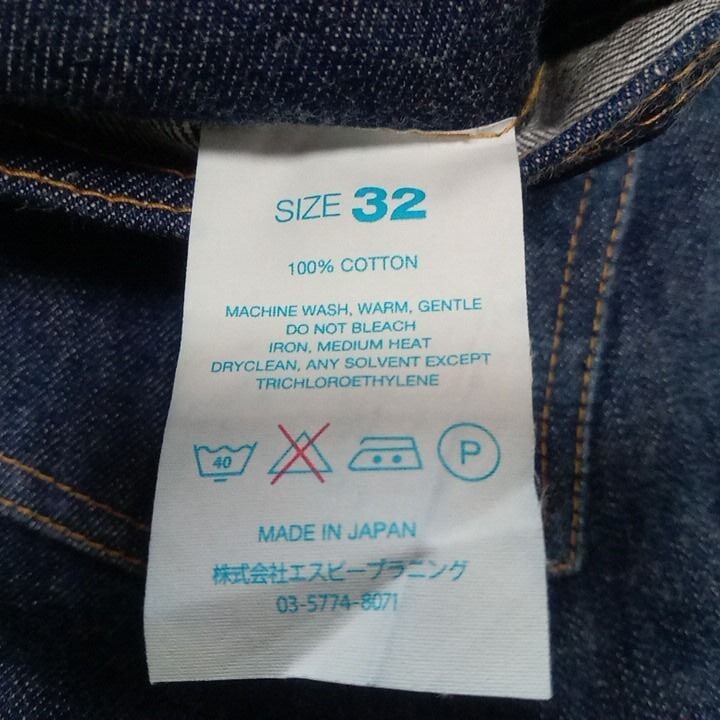 SIZE 32
100% COTTON
MACHINE WASH, WARM, GENTLE
DO NOT BLEACH
IRON, MEDIUM HEAT
DRYCLEAN, ANY SOLVENT EXCEPT
TRICHLOROETHYLENE
40 P
MADE IN JAPAN
株式会社エスピープラニング
03-5774-8071